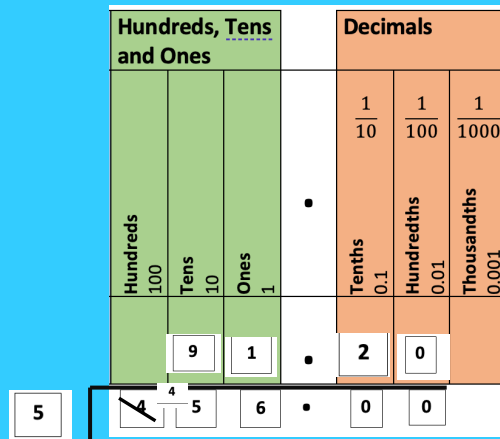 Hundreds, Tens
and Ones
Decimals
1/10
1/100
1/1000
Hundreds
100
Tens
10
Ones
1
.
Tenths
0.1
Hundredths
0.01
Thousandths
0.001
9 1 . 2 0
4
5
4 5 6 . 0 0